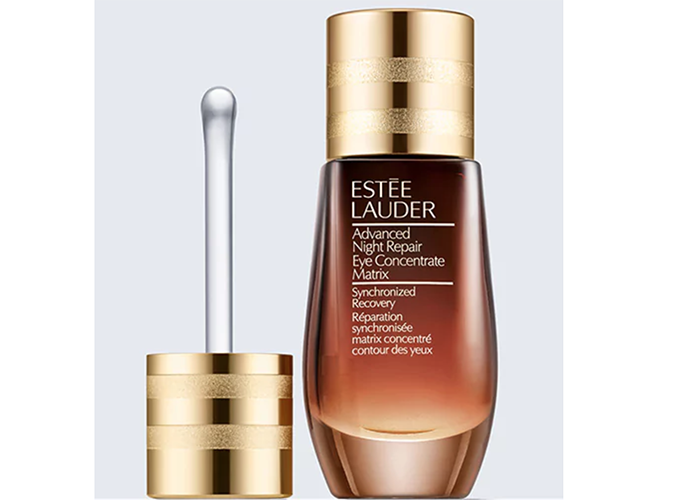 ESTĒE
LAUDER
Advanced
Night Repair
Eye Concentrate
Matrix
Synchronized
Recovery
Réparation
synchronisée
matrix concentré
contour des yeux